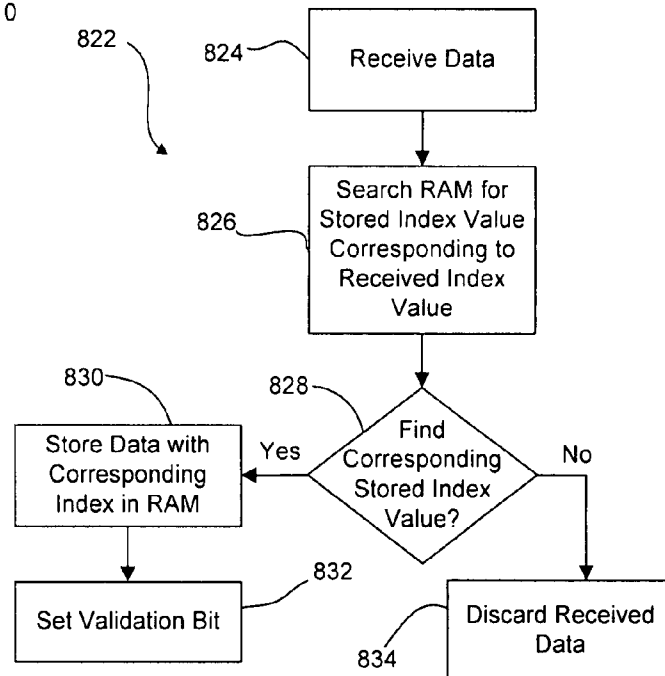 0
822
824
Receive Data
826
Search RAM for
Stored Index Value
Corresponding to
Received Index
Value
828
Find
Corresponding
Stored Index
Value?
Yes
No
830
Store Data with
Corresponding
Index in RAM
832
Set Validation Bit
834
Discard Received
Data